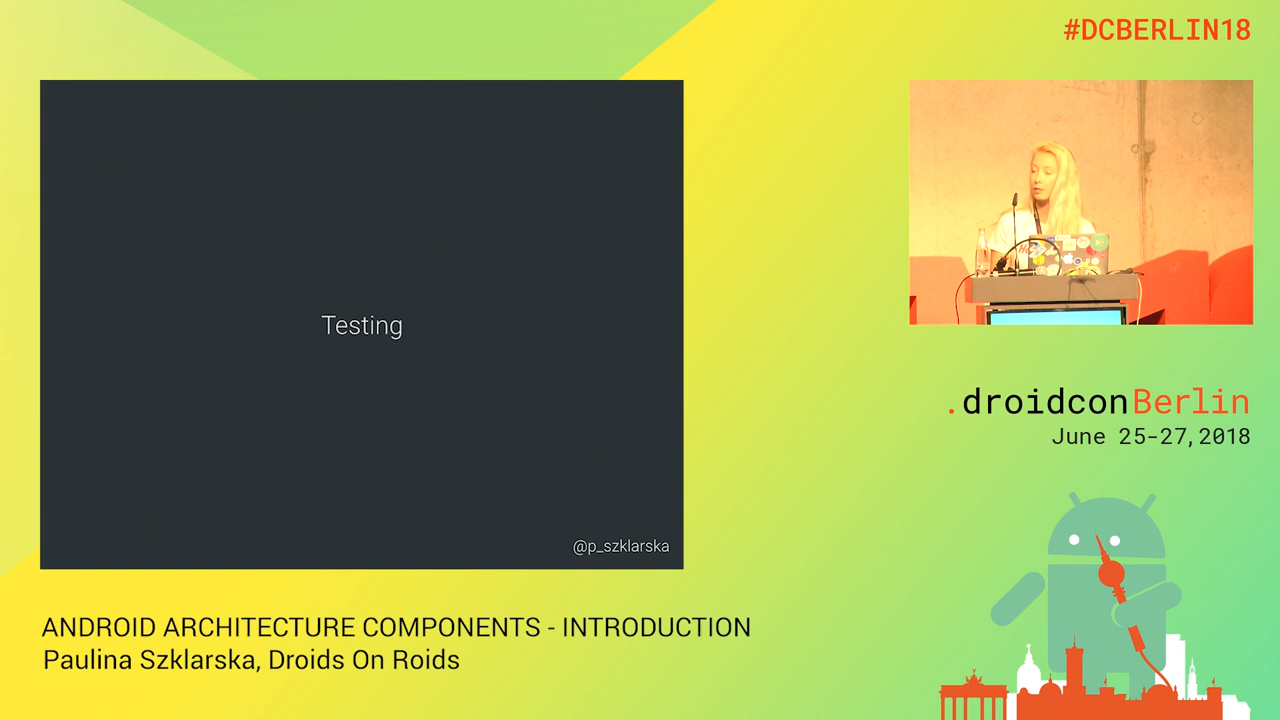 #DCBERLIN18
Testing
@p_szklarska
.droidconBerlin
June 25-27, 2018
ANDROID ARCHITECTURE COMPONENTS - INTRODUCTION
Paulina Szklarska, Droids On Roids